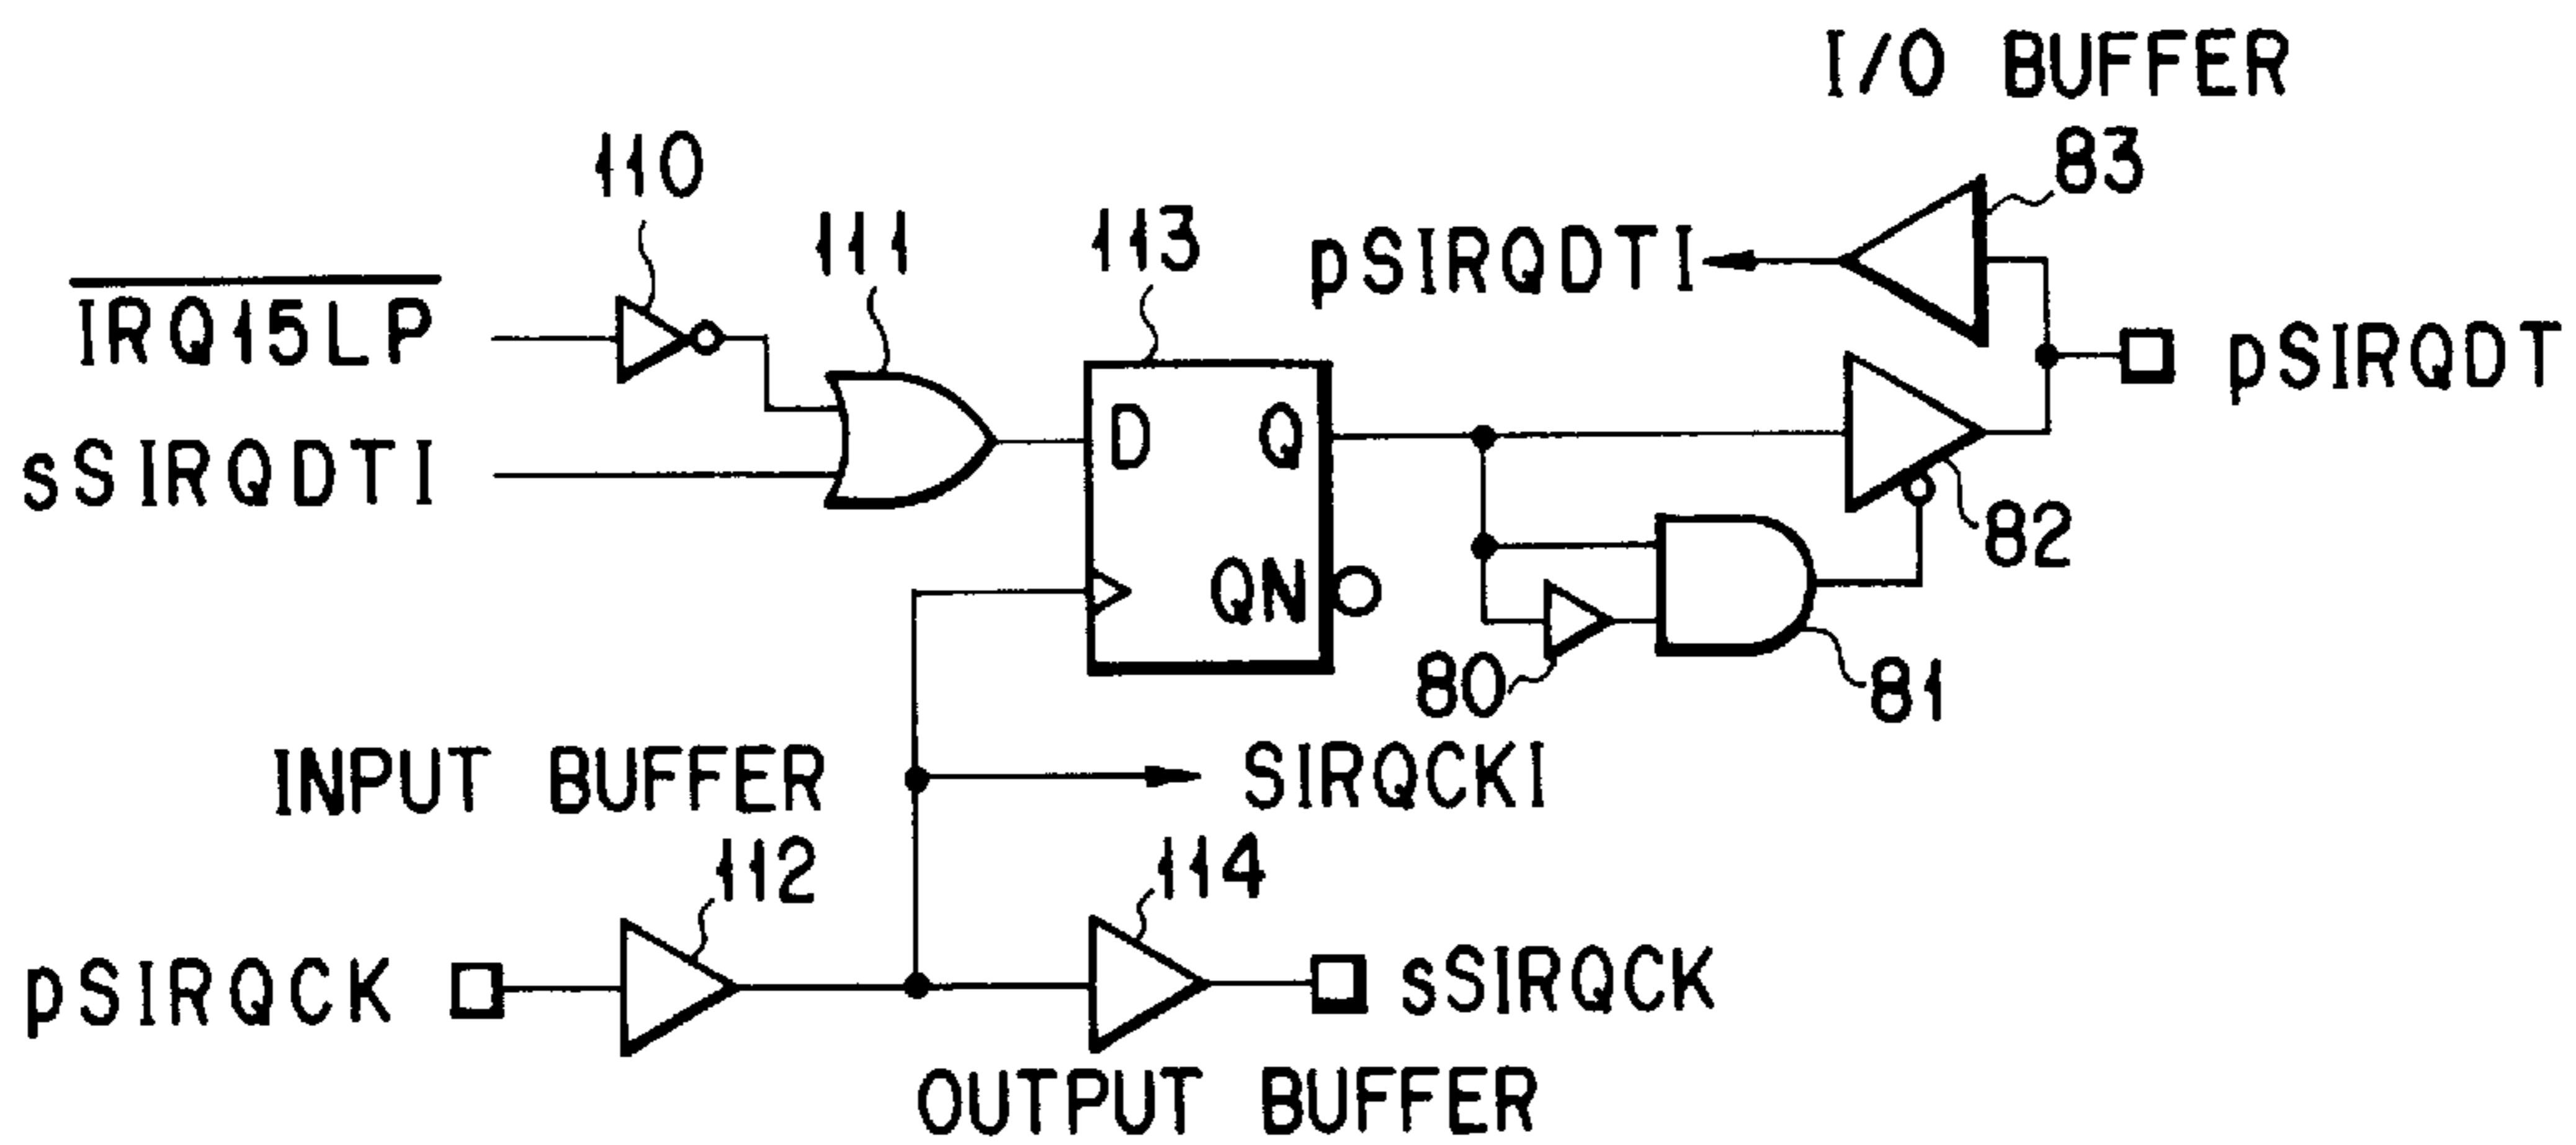 I/O BUFFER
110
83
111
113
pSIRQDTI
IRQ15LP
pSIRQDT
D
Q
sSIRQDTI
82
QN
80
81
INPUT BUFFER
SIRQCKI
112
114
pSIRQCK
sSIRQCK
OUTPUT BUFFER